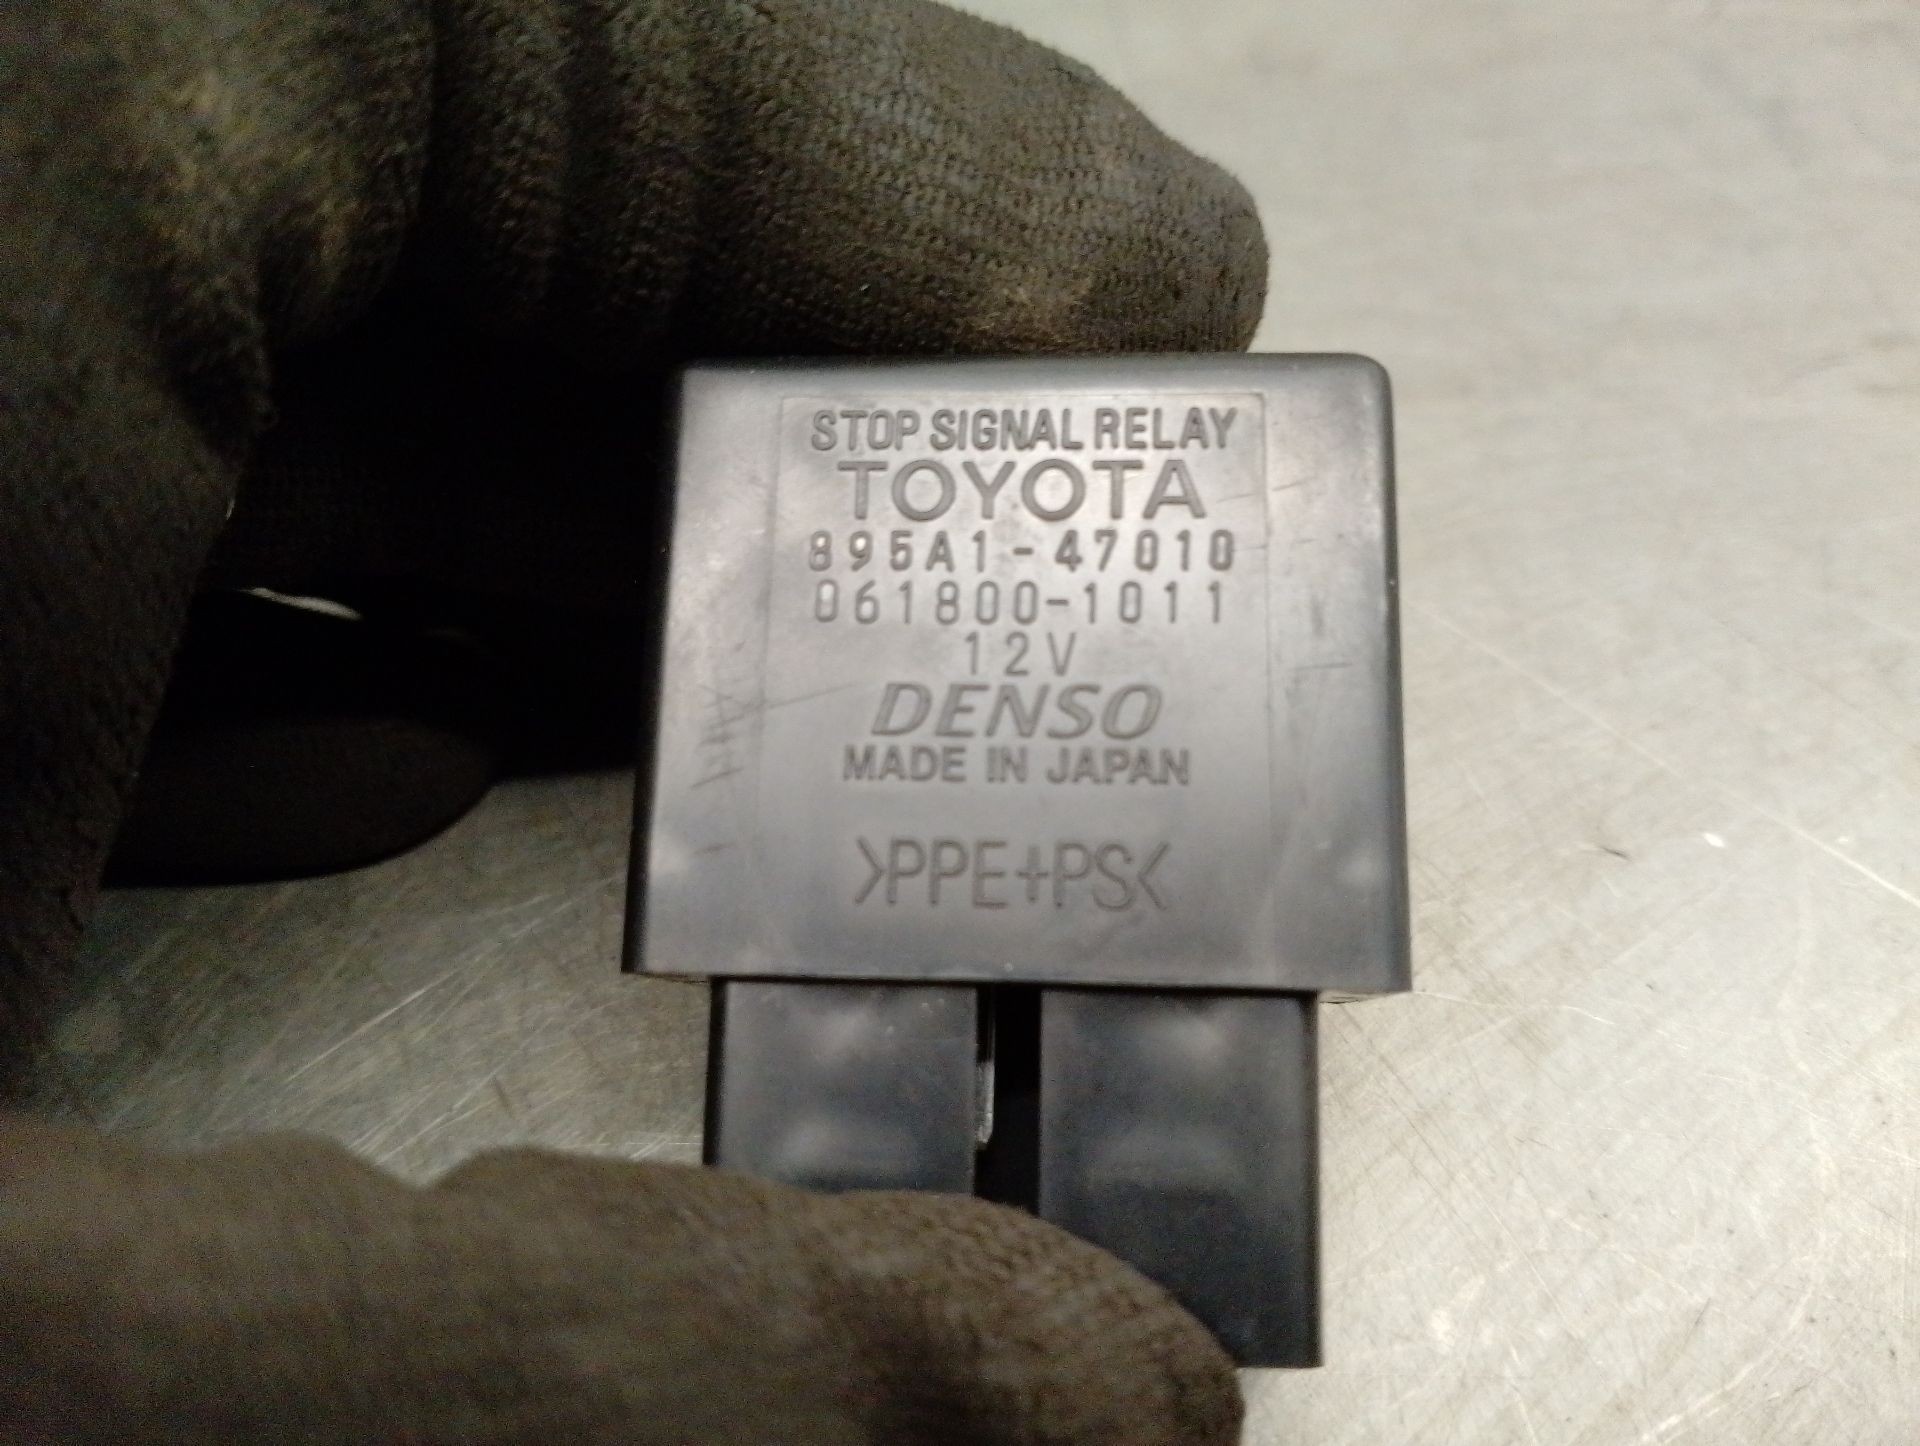 STOP SIGNAL RELAY
TOYOTA
895A1-47010
061800-1011
12V
DENSO
MADE IN JAPAN
>PPE+PS<